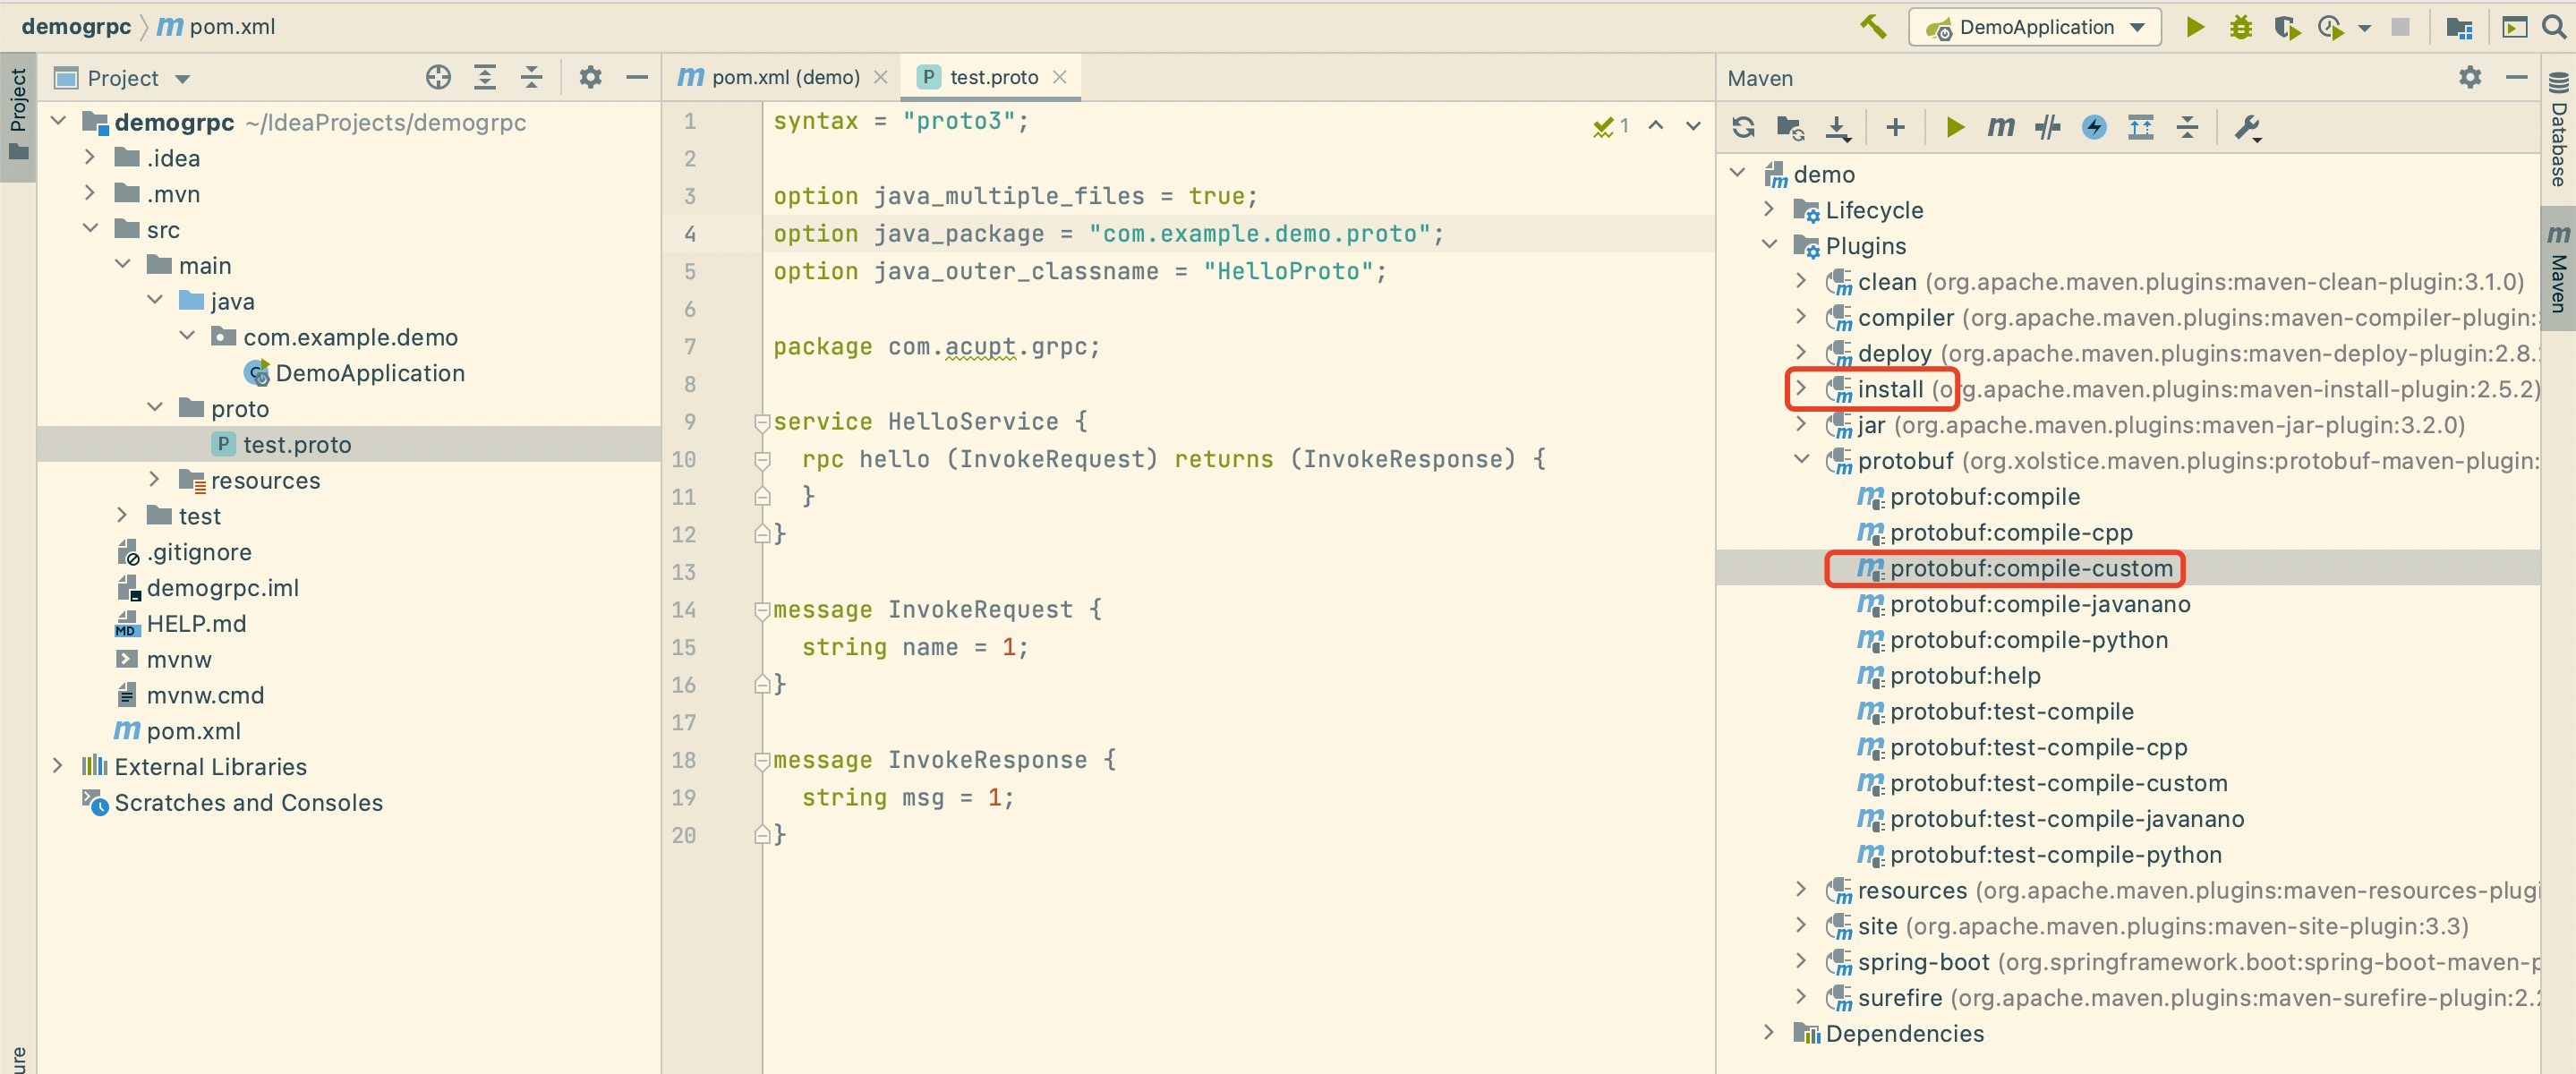 demogrpc
pom.xml
DemoApplication
Project
Project
demogrpc ~/IdeaProjects/demogrpc
.idea
.mvn
src
main
java
com.example.demo
DemoApplication
proto
test.proto
resources
test
.gitignore
demogrpc.iml
HELP.md
mvnw
mvnw.cmd
pom.xml
External Libraries
Scratches and Consoles
pom.xml (demo)
test.proto
1
1 syntax = "proto3";
2
3 option java_multiple_files = true;
4 option java_package = "com.example.demo.proto";
5 option java_outer_classname = "HelloProto";
6
7 package com.acupt.grpc;
8
9 service HelloService {
10 rpc hello (InvokeRequest) returns (InvokeResponse) {
11 }
12 }
13
14 message InvokeRequest {
15 string name = 1;
16 }
17
18 message InvokeResponse {
19 string msg = 1;
20 }
Maven
demo
Lifecycle
Plugins
clean (org.apache.maven.plugins:maven-clean-plugin:3.1.0)
compiler (org.apache.maven.plugins:maven-compiler-plugin:
deploy (org.apache.maven.plugins:maven-deploy-plugin:2.8.
install (org.apache.maven.plugins:maven-install-plugin:2.5.2)
jar (org.apache.maven.plugins:maven-jar-plugin:3.2.0)
protobuf (org.xolstice.maven.plugins:protobuf-maven-plugin:
protobuf:compile
protobuf:compile-cpp
protobuf:compile-custom
protobuf:compile-javanano
protobuf:compile-python
protobuf:help
protobuf:test-compile
protobuf:test-compile-cpp
protobuf:test-compile-custom
protobuf:test-compile-javanano
protobuf:test-compile-python
resources (org.apache.maven.plugins:maven-resources-plugi
site (org.apache.maven.plugins:maven-site-plugin:3.3)
spring-boot (org.springframework.boot:spring-boot-maven-p
surefire (org.apache.maven.plugins:maven-surefire-plugin:2.
Dependencies
Database
Maven
ure